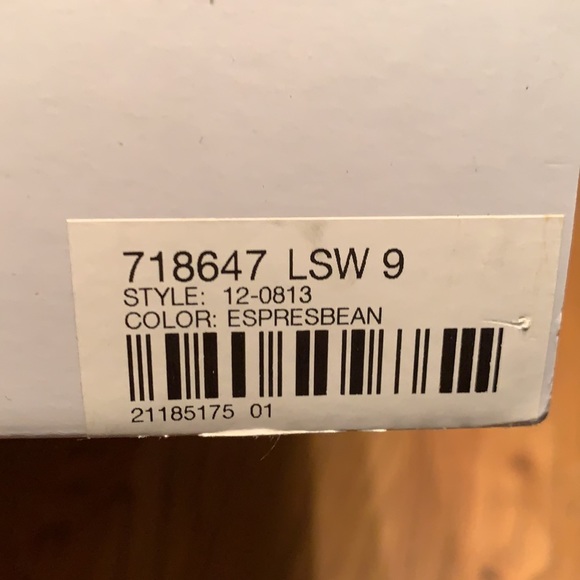 718647 LSW 9
STYLE: 12-0813
COLOR: ESPRESBEAN
21185175 01